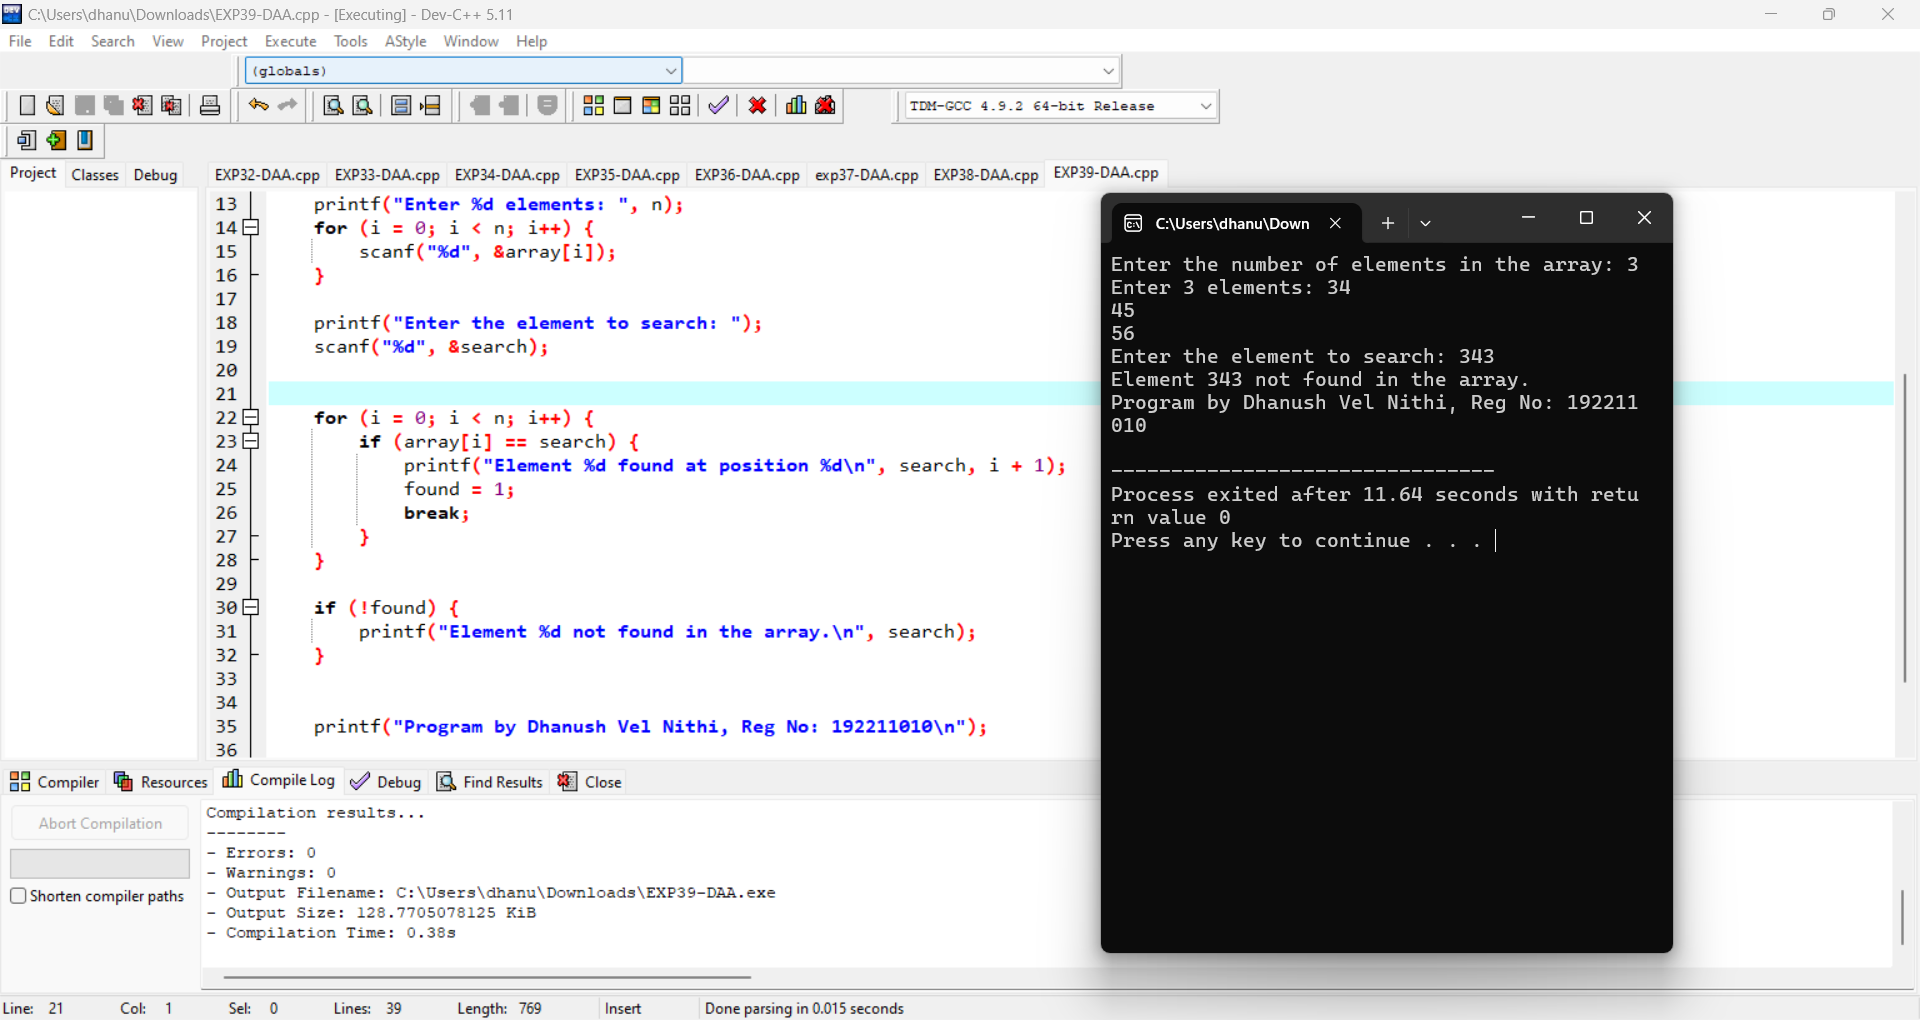 C:\Users\dhanu\Downloads\EXP39-DAA.cpp - [Executing] - Dev-C++ 5.11
File Edit Search View Project Execute Tools AStyle Window Help
(globals)
TDM-GCC 4.9.2 64-bit Release
Project Classes Debug
EXP32-DAA.cpp EXP33-DAA.cpp EXP34-DAA.cpp EXP35-DAA.cpp EXP36-DAA.cpp exp37-DAA.cpp EXP38-DAA.cpp EXP39-DAA.cpp
13 printf("Enter %d elements: ", n);
14 for (i = 0; i < n; i++) {
15 scanf("%d", &array[i]);
16 }
17
18 printf("Enter the element to search: ");
19 scanf("%d", &search);
20
21
22 for (i = 0; i < n; i++) {
23 if (array[i] == search) {
24 printf("Element %d found at position %d\n", search, i + 1);
25 found = 1;
26 break;
27 }
28 }
29
30 if (!found) {
31 printf("Element %d not found in the array.\n", search);
32 }
33
34
35 printf("Program by Dhanush Vel Nithi, Reg No: 192211010\n");
36
C:\Users\dhanu\Down
Enter the number of elements in the array: 3
Enter 3 elements: 34
45
56
Enter the element to search: 343
Element 343 not found in the array.
Program by Dhanush Vel Nithi, Reg No: 192211
010
--------------------------------
Process exited after 11.64 seconds with retu
rn value 0
Press any key to continue . . .
Compiler Resources Compile Log Debug Find Results Close
Abort Compilation
Shorten compiler paths
Compilation results...
--------
- Errors: 0
- Warnings: 0
- Output Filename: C:\Users\dhanu\Downloads\EXP39-DAA.exe
- Output Size: 128.7705078125 KiB
- Compilation Time: 0.38s
Line: 21 Col: 1 Sel: 0 Lines: 39 Length: 769 Insert Done parsing in 0.015 seconds